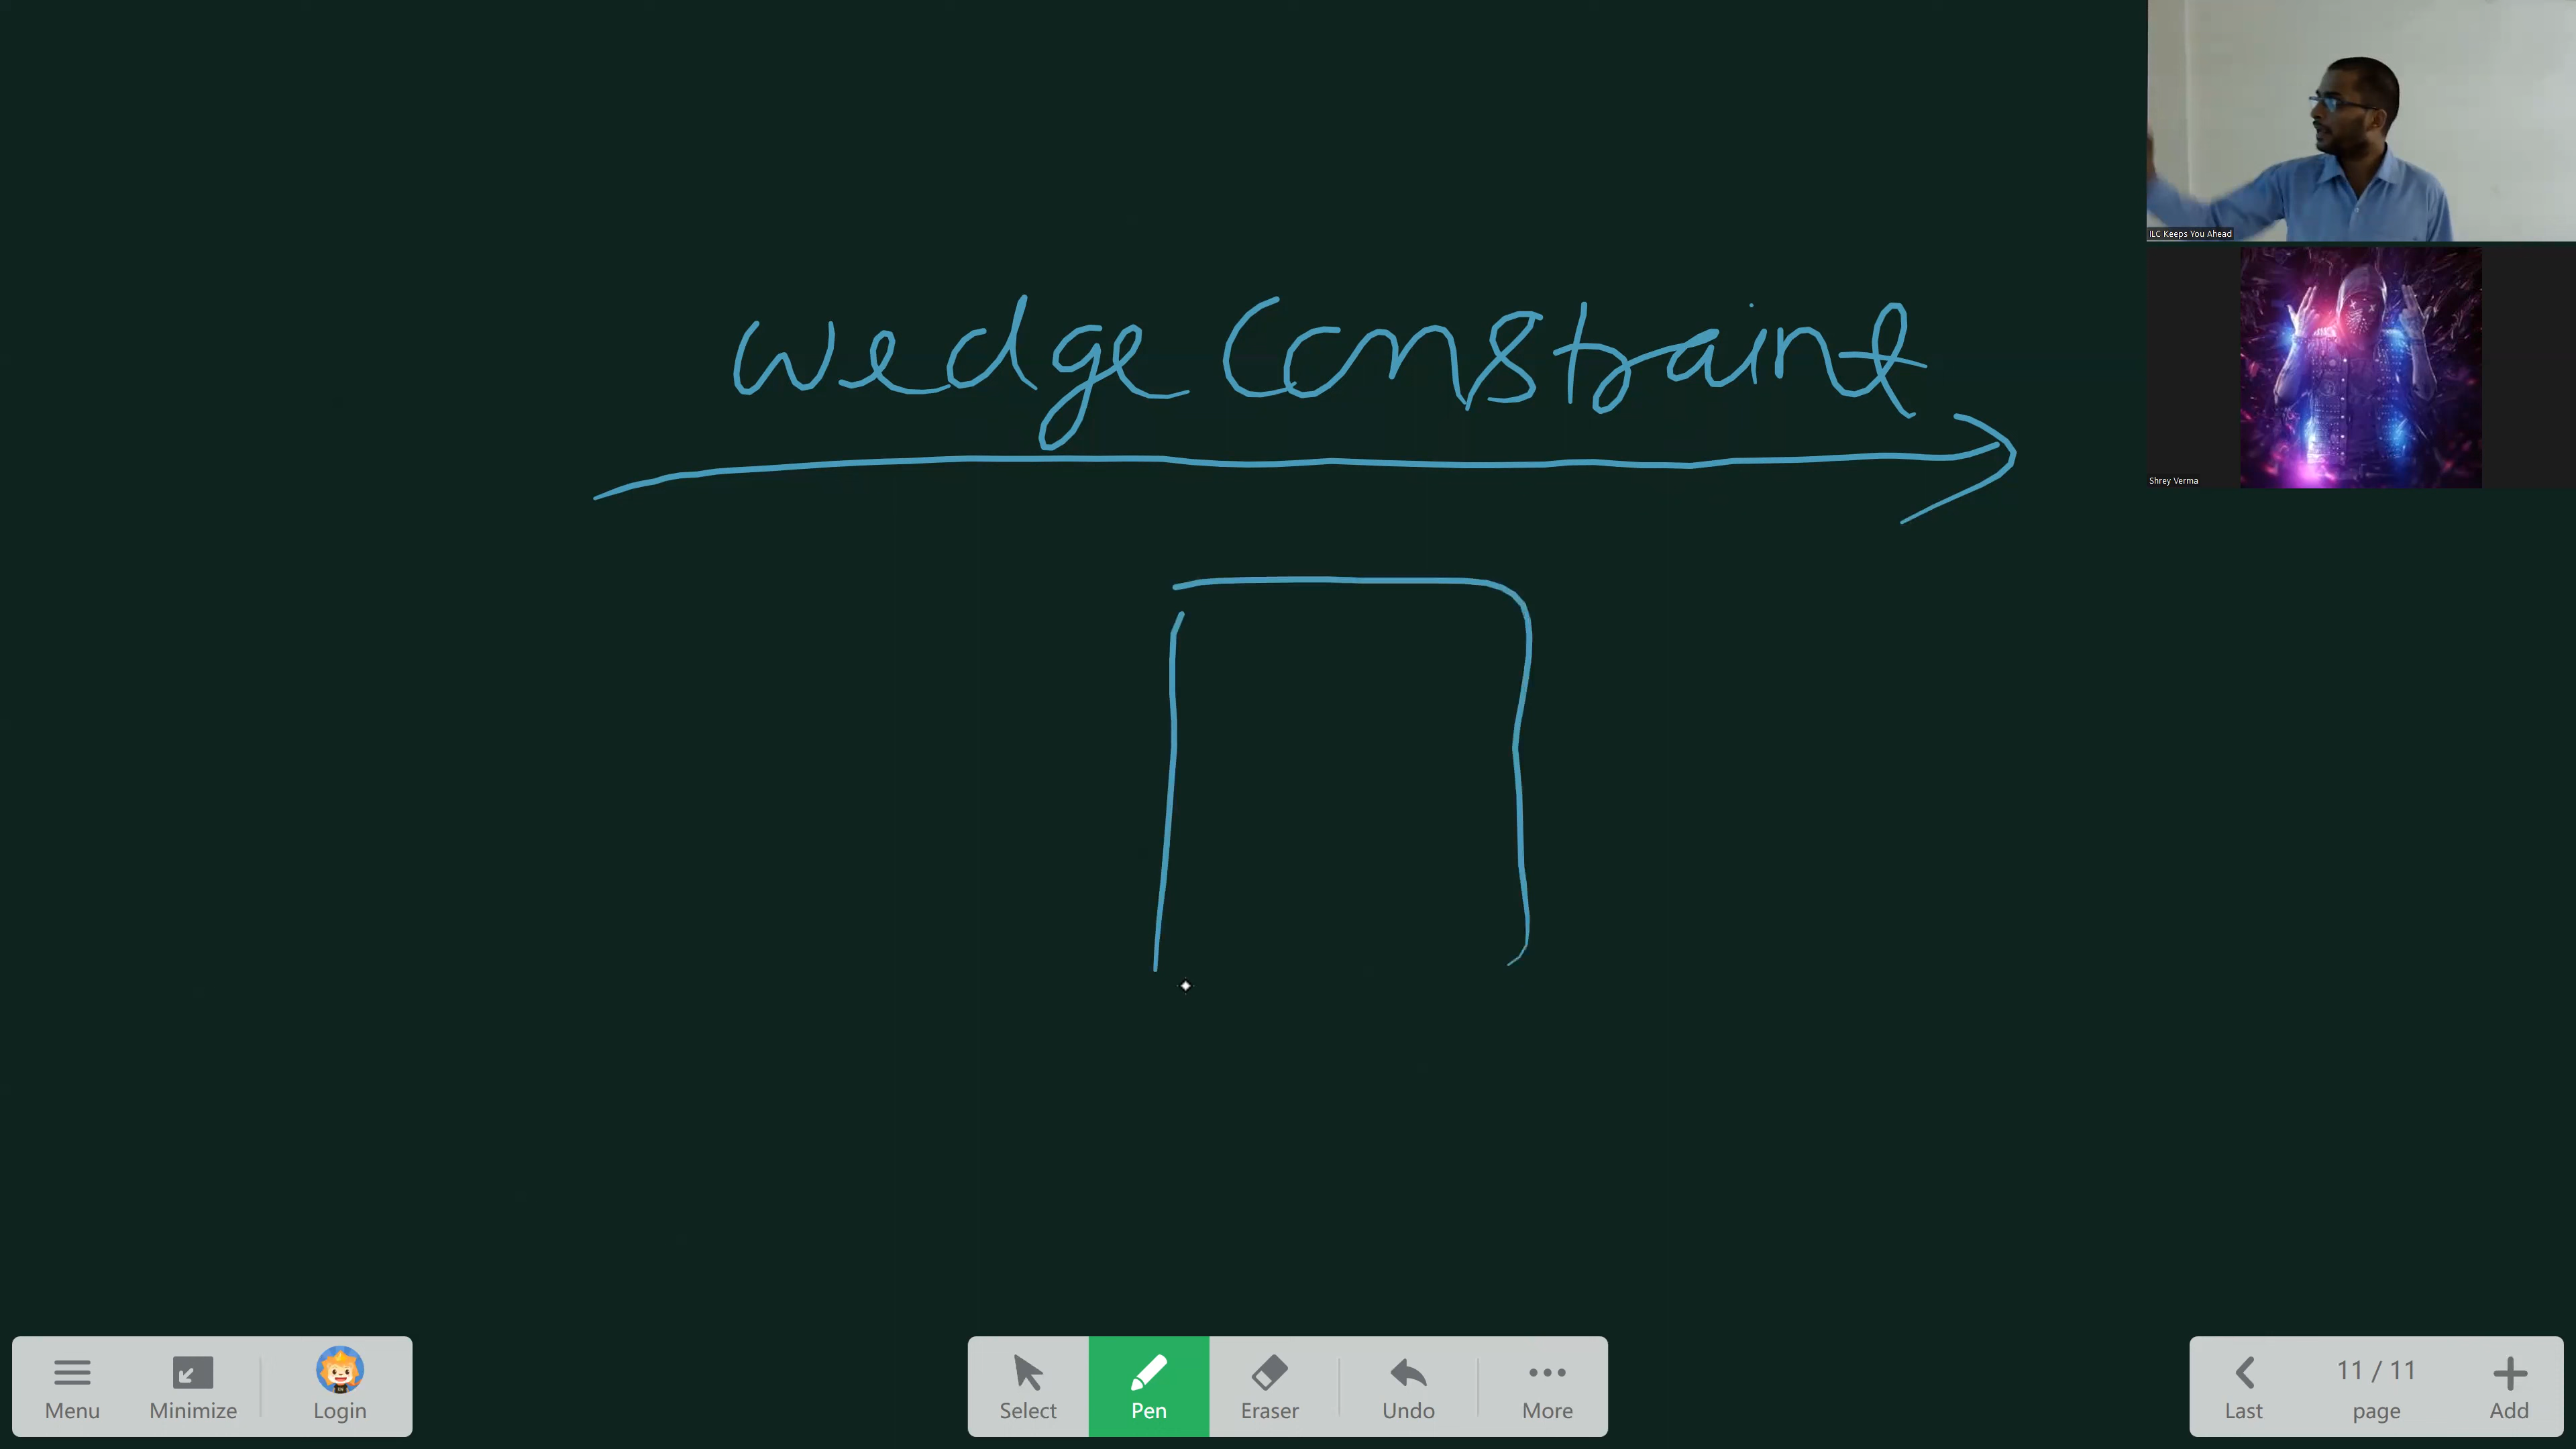 ILC Keeps You Ahead
wedge Constraint
Shrey Verma
Menu
Minimize
Login
Select
Pen
Eraser
Undo
More
Last
11 / 11
page
Add